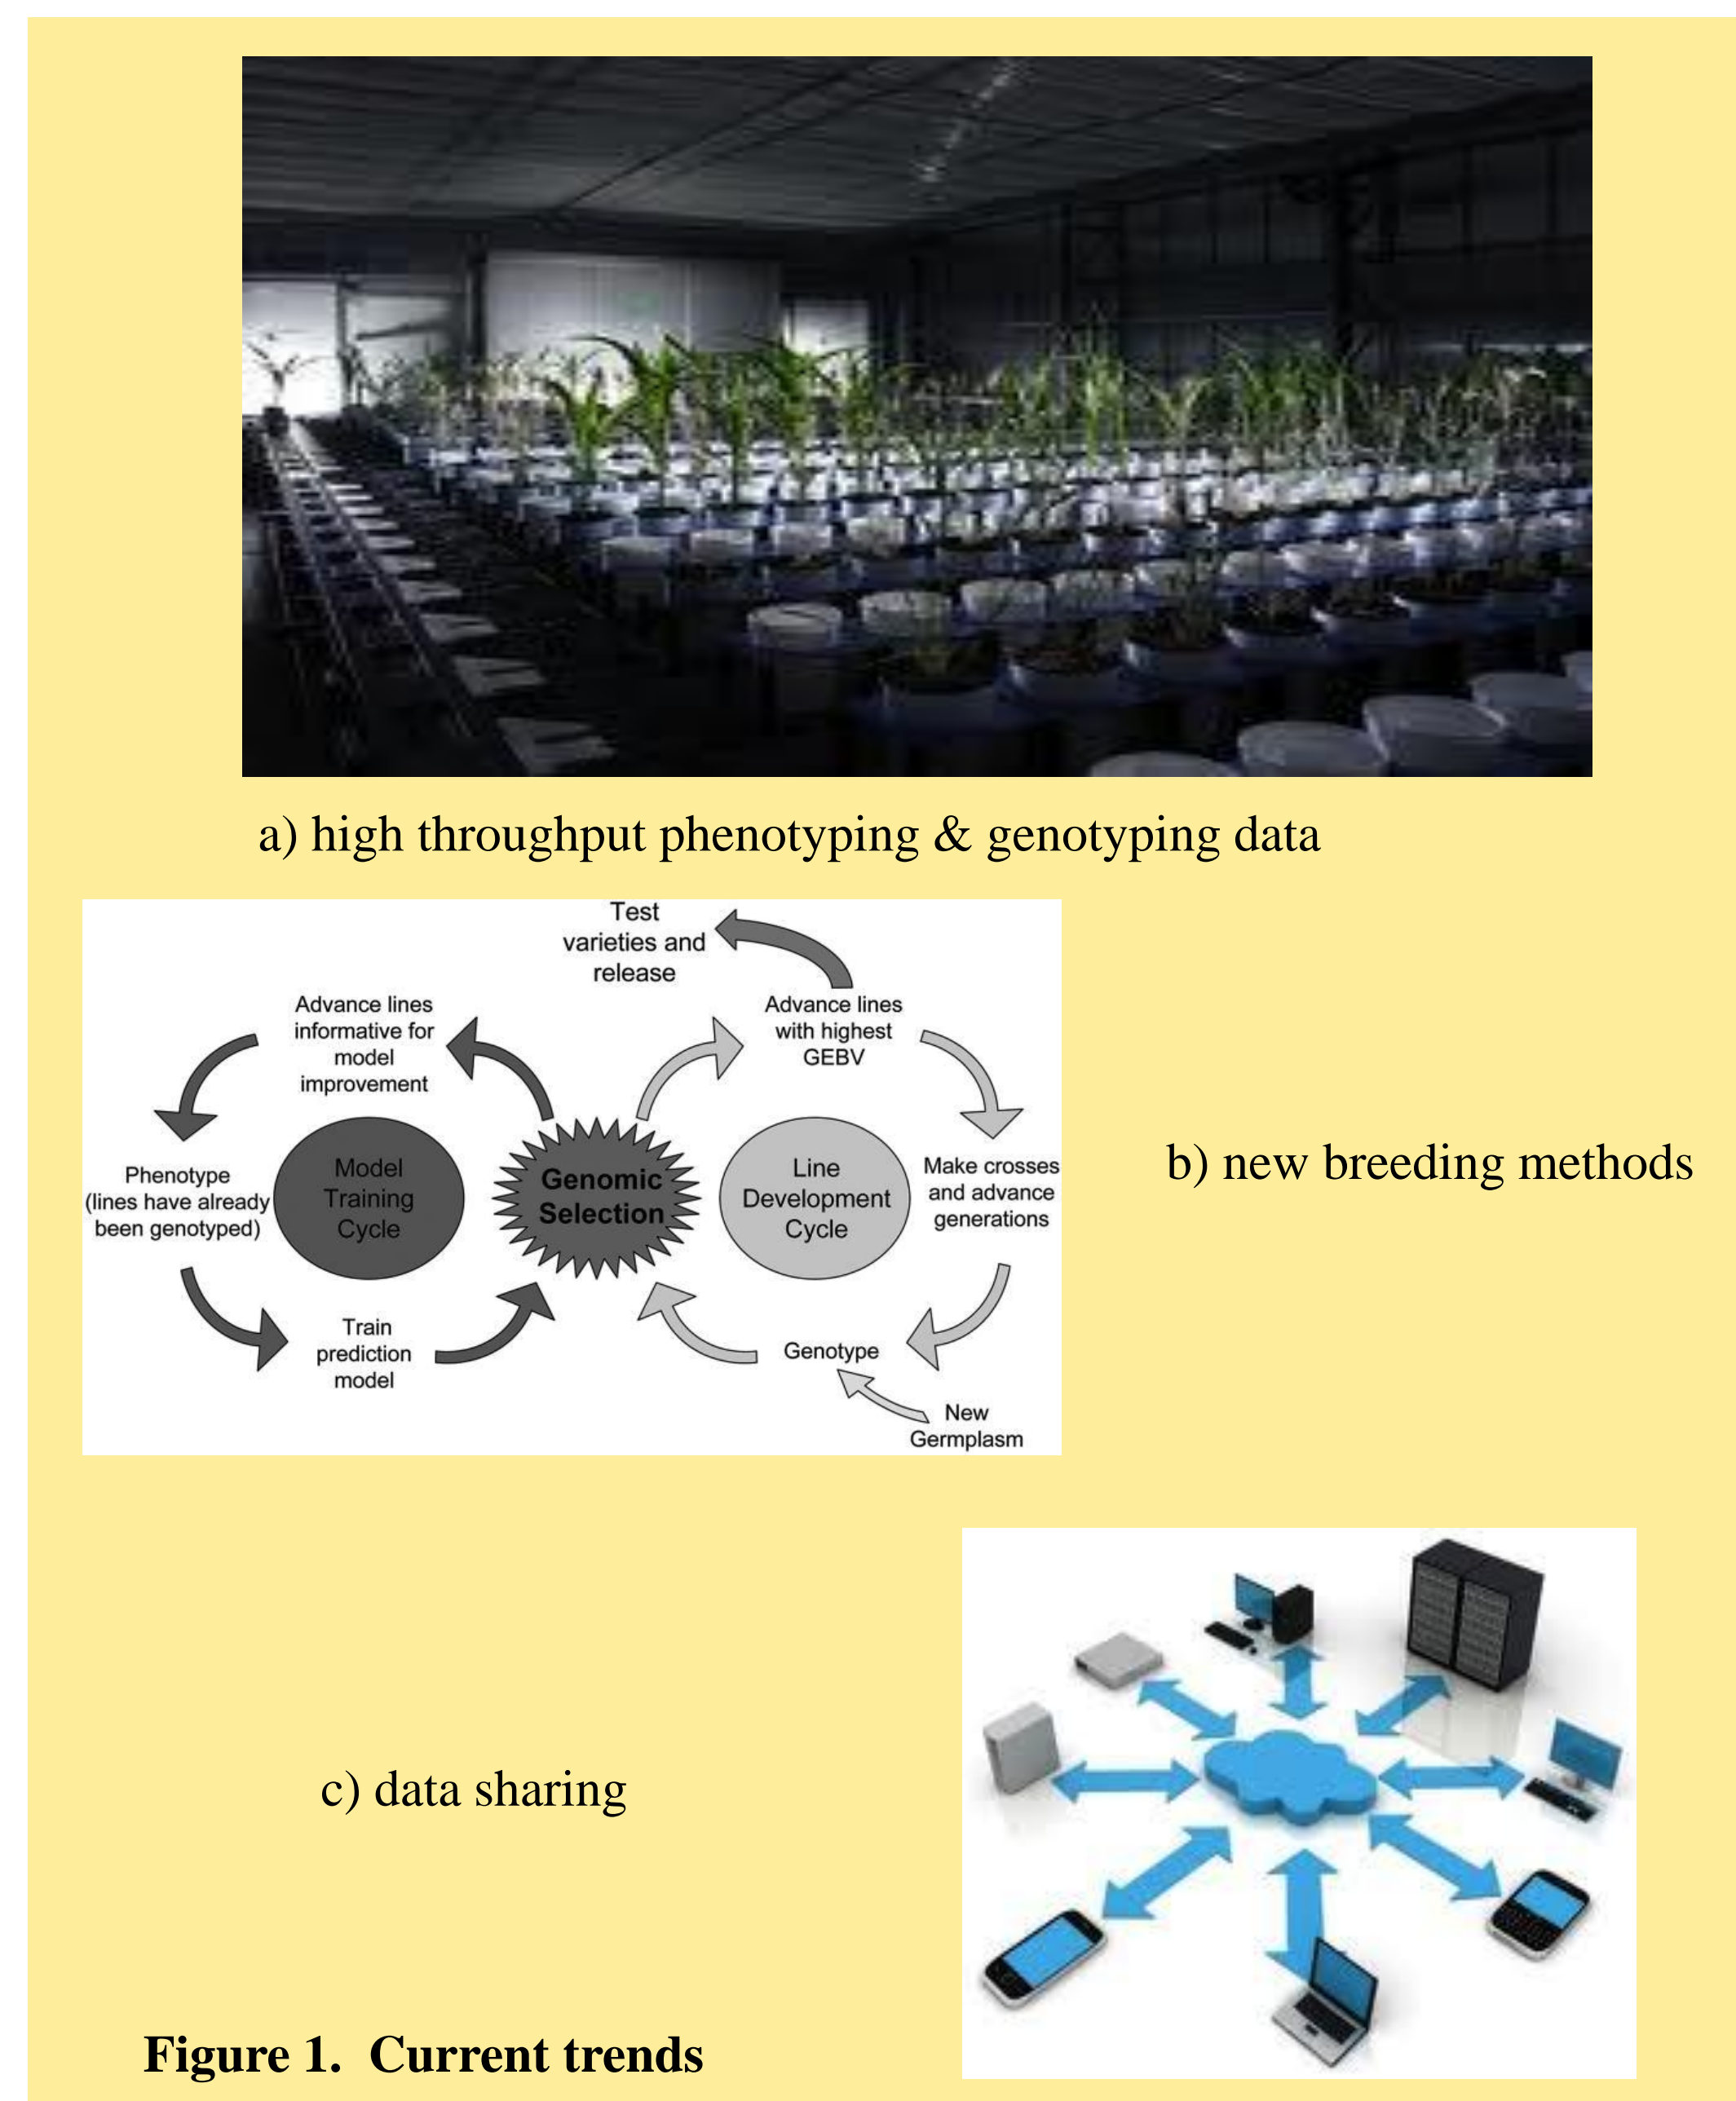 a) high throughput phenotyping & genotyping data
Test
varieties and
release
Advance lines
informative for
model
improvement
Advance lines
with highest
GEBV
Phenotype
(lines have already
been genotyped)
Model
Training
Cycle
Genomic
Selection
Line
Development
Cycle
Make crosses
and advance
generations
Train
prediction
model
Genotype
New
Germplasm
b) new breeding methods
c) data sharing
Figure 1. Current trends